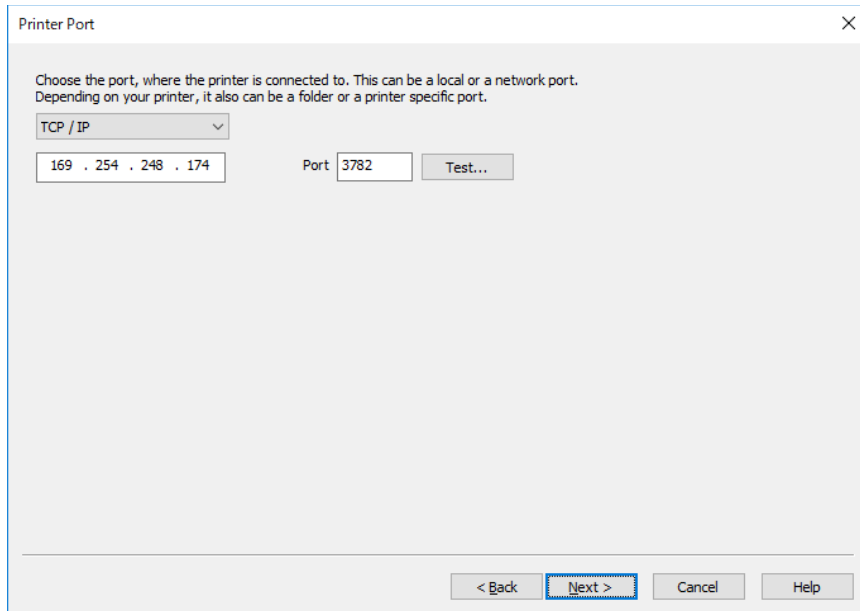 Printer Port
Choose the port, where the printer is connected to. This can be a local or a network port.
Depending on your printer, it also can be a folder or a printer specific port.
TCP / IP
169 . 254 . 248 . 174 Port 3782 Test...
< Back Next > Cancel Help